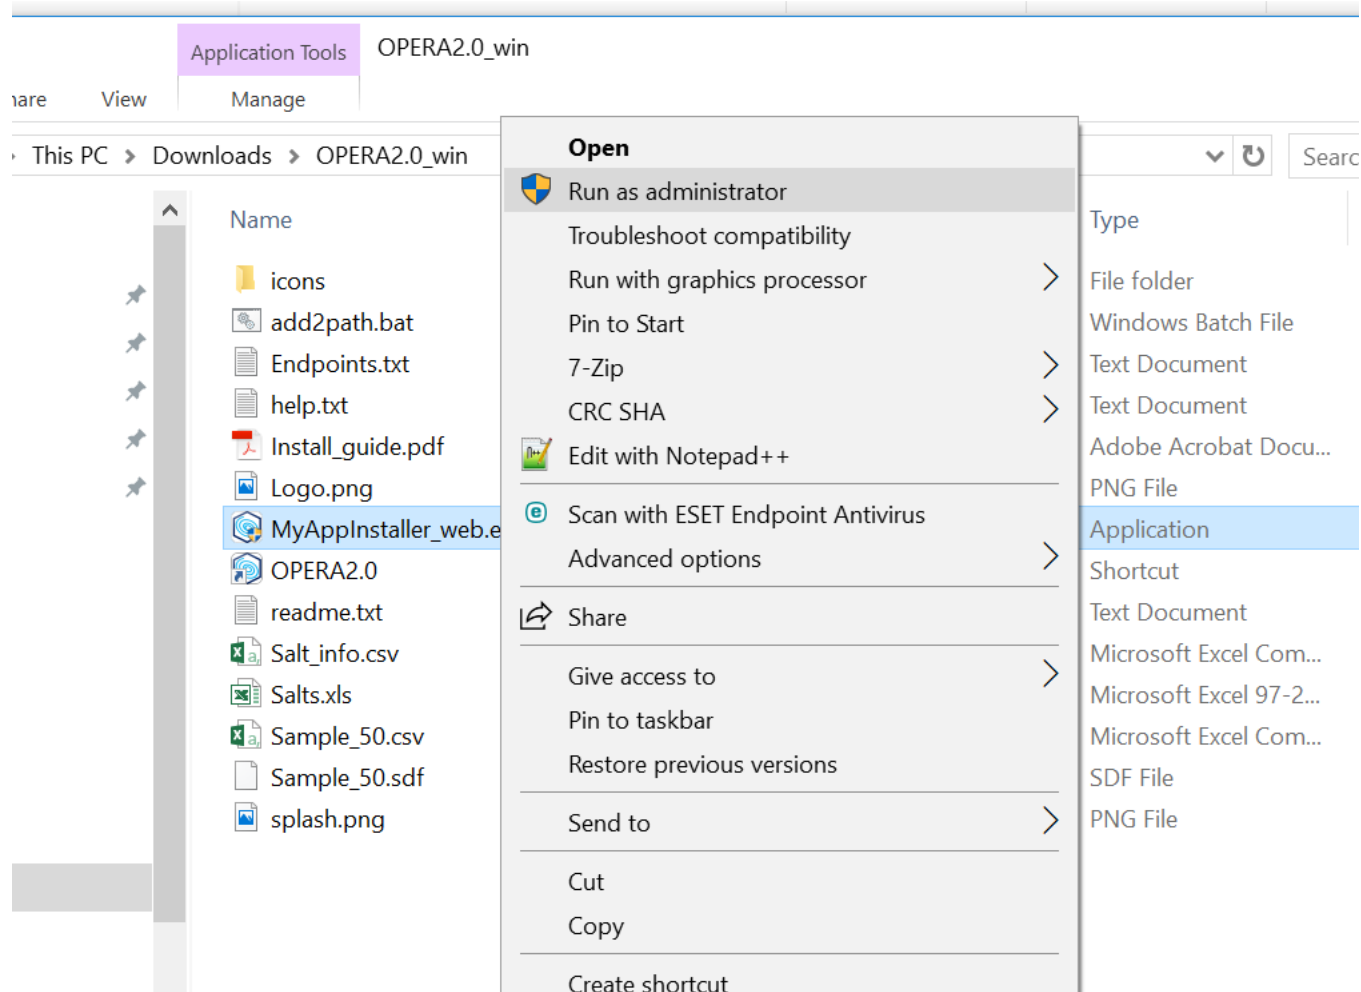 Application Tools
OPERA2.0_win
View
Manage
This PC > Downloads > OPERA2.0_win
Name
Type
icons
File folder
add2path.bat
Windows Batch File
Endpoints.txt
Text Document
help.txt
Text Document
Install_guide.pdf
Adobe Acrobat Docu...
Logo.png
PNG File
MyAppInstaller_web.e
Application
OPERA2.0
Shortcut
readme.txt
Text Document
Salt_info.csv
Microsoft Excel Com...
Salts.xls
Microsoft Excel 97-2...
Sample_50.csv
Microsoft Excel Com...
Sample_50.sdf
SDF File
splash.png
PNG File
Open
Run as administrator
Troubleshoot compatibility
Run with graphics processor
Pin to Start
7-Zip
CRC SHA
Edit with Notepad++
Scan with ESET Endpoint Antivirus
Advanced options
Share
Give access to
Pin to taskbar
Restore previous versions
Send to
Cut
Copy
Create shortcut